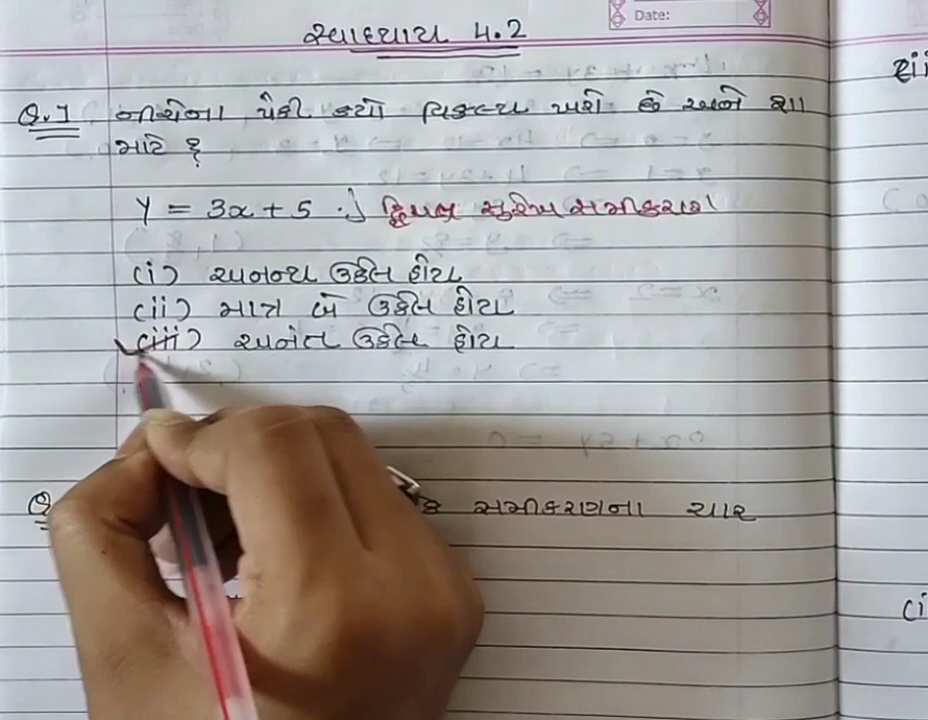 Date:
સ્વાધ્યાય 4.2
Q.1 નીચેના પૈકી કયો વિકલ્પ ખરો છે અને શા
માટે ?
y = 3x + 5 દ્વિચલ સુરેખ સમીકરણ
(i) અનન્ય ઉકેલ હોય
(ii) માત્ર બે ઉકેલ હોય
(iii) અનંત ઉકેલ હોય
સમીકરણના ચાર